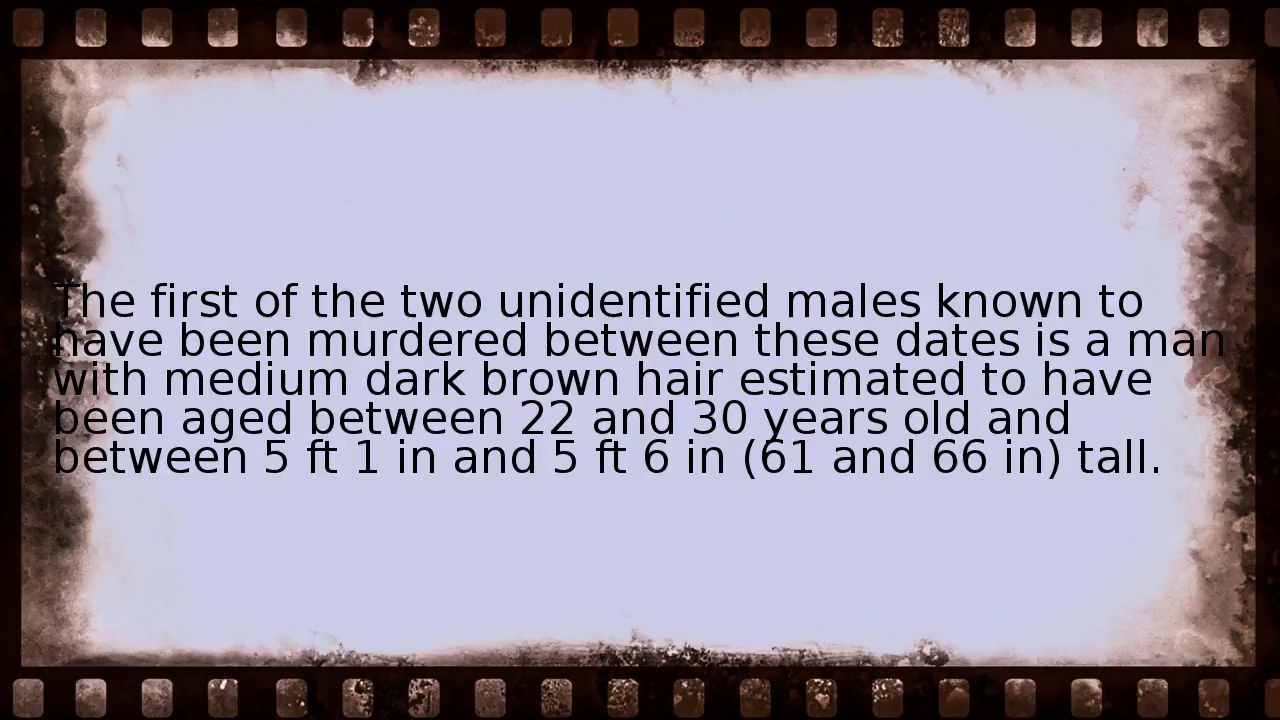 The first of the two unidentified males known to
have been murdered between these dates is a man
with medium dark brown hair estimated to have
been aged between 22 and 30 years old and
between 5 ft 1 in and 5 ft 6 in (61 and 66 in) tall.